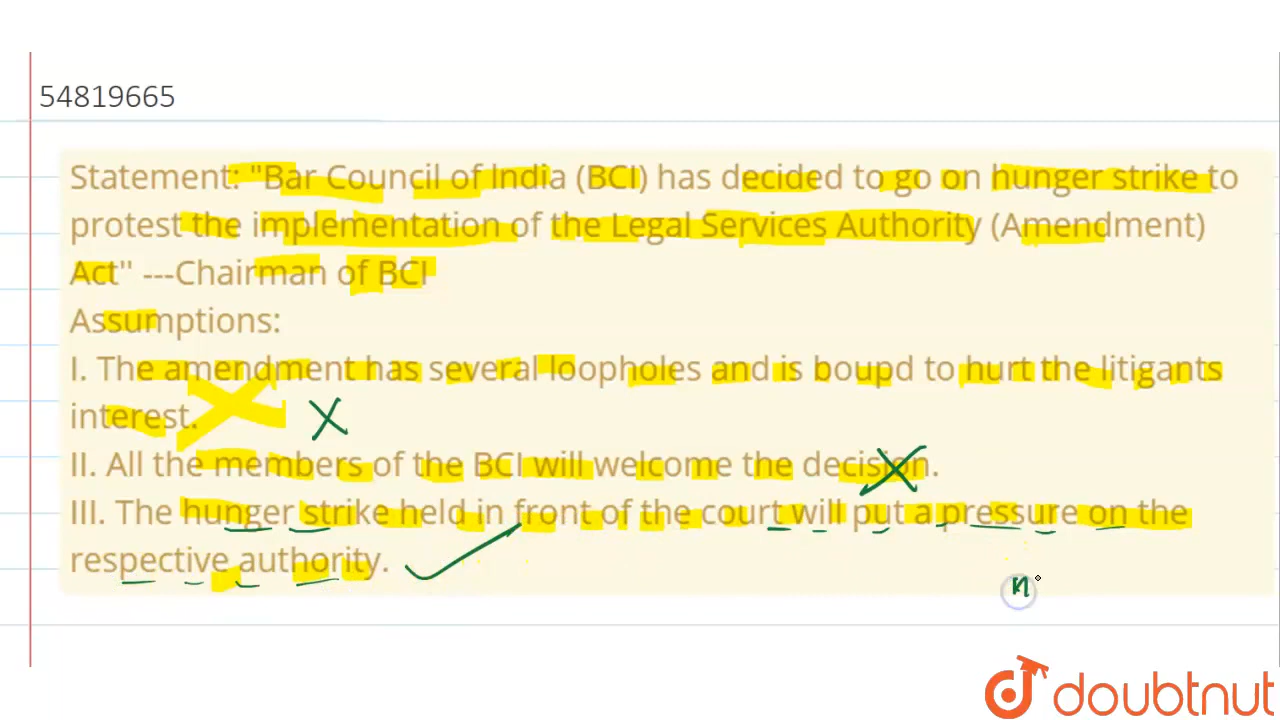 54819665
Statement: "Bar Council of India (BCI) has decided to go on hunger strike to
protest the implementation of the Legal Services Authority (Amendment)
Act" ---Chairman of BCI
Assumptions:
I. The amendment has several loopholes and is boupd to hurt the litigants
interest.
II. All the members of the BCI will welcome the decision.
III. The hunger strike held in front of the court will put a pressure on the
respective authority.
n
doubtnut